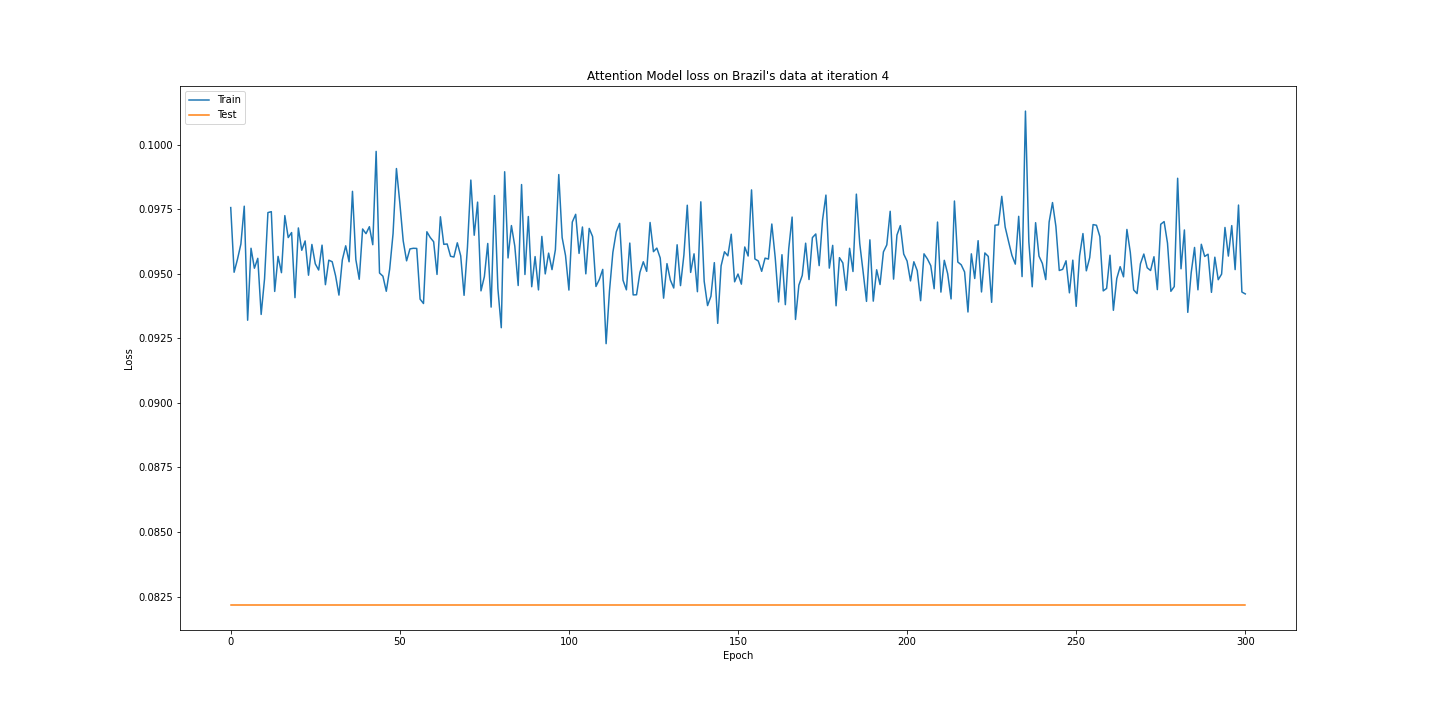 Attention Model loss on Brazil's data at iteration 4
Train
Test
0.1000
0.0975
0.0950
0.0925
0.0900
0.0875
0.0850
0.0825
Loss
0 50 100 150 200 250 300
Epoch